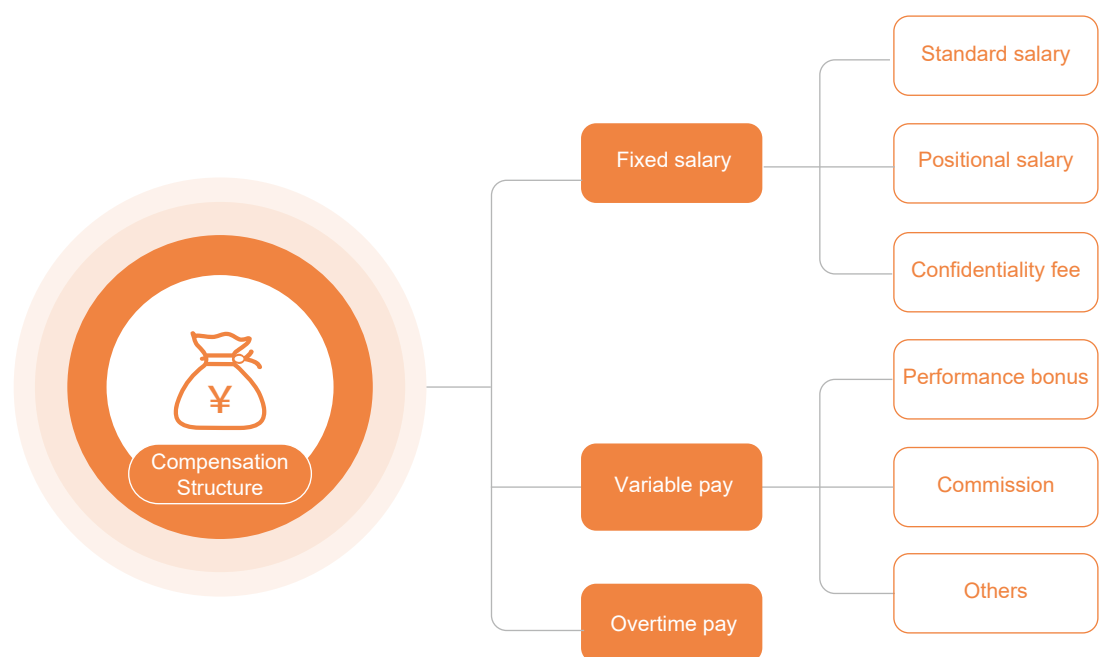 Standard salary
Fixed salary
Positional salary
Confidentiality fee
¥
Compensation
Structure
Performance bonus
Variable pay
Commission
Others
Overtime pay